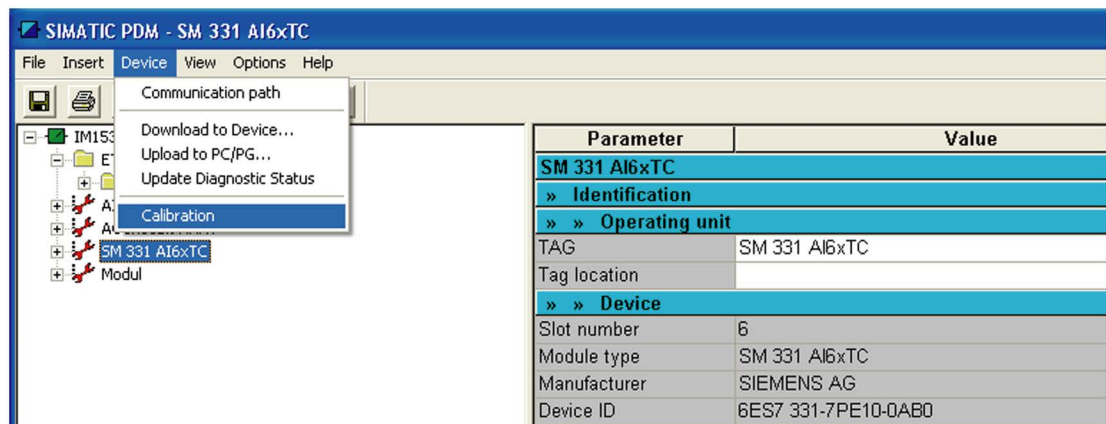 SIMATIC PDM - SM 331 AI6xTC
File Insert Device View Options Help
Communication path
Download to Device...
Upload to PC/PG...
Update Diagnostic Status
Calibration
IM153
SM 331 AI6xTC
Modul
Parameter Value
SM 331 AI6xTC
» Identification
» » Operating unit
TAG SM 331 AI6xTC
Tag location
» » Device
Slot number 6
Module type SM 331 AI6xTC
Manufacturer SIEMENS AG
Device ID 6ES7 331-7PE10-0AB0